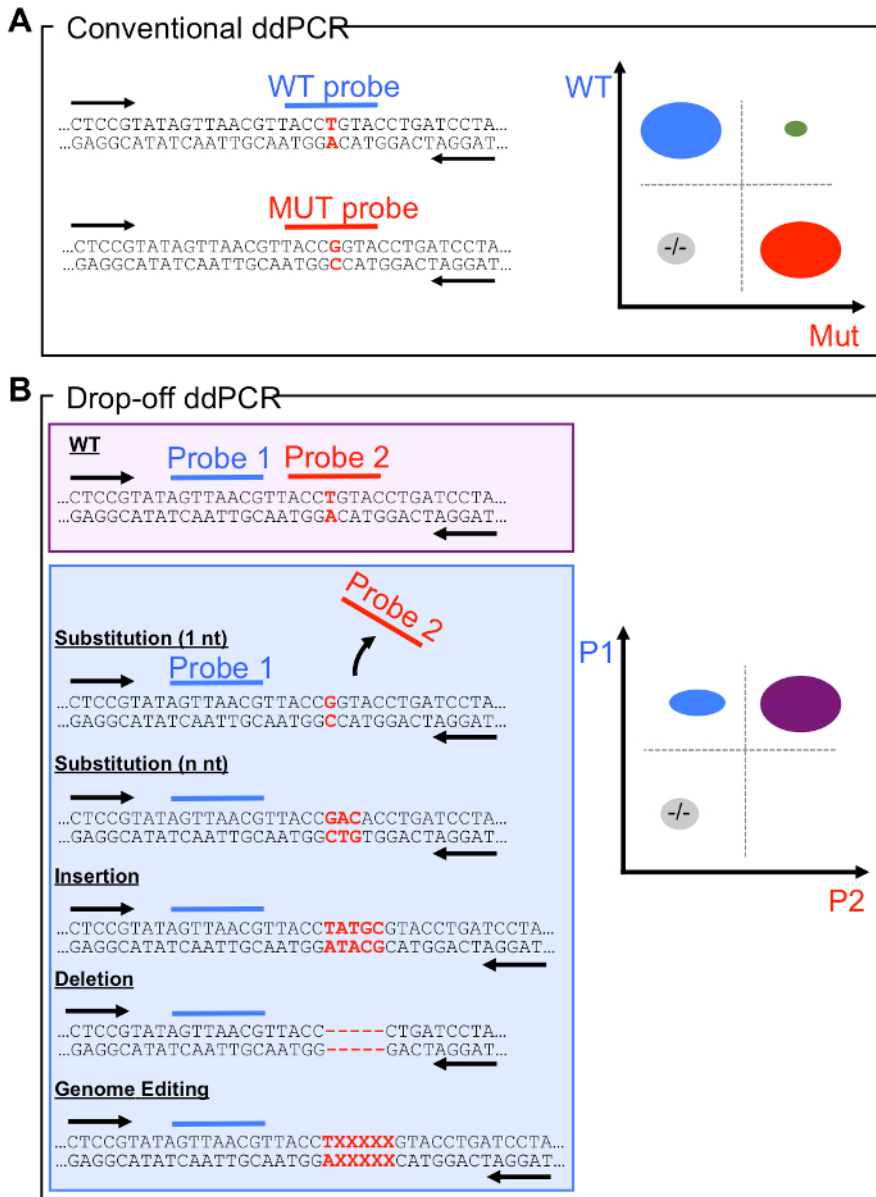 A
Conventional ddPCR
WT probe
…CTCCGTATAGTTAACGTTACCTGTACCTGATCCTA…
GAGGCATATCAATTGCAATGGACATGGACTAGGAT…
MUT probe
…CTCCGTATAGTTAACGTTACCGGTACCTGATCCTA…
GAGGCATATCAATTGCAATGGCCATGGACTAGGAT…
WT
-/-
Mut
B
Drop-off ddPCR
WT
Probe 1 Probe 2
…CTCCGTATAGTTAACGTTACCTGTACCTGATCCTA…
GAGGCATATCAATTGCAATGGACATGGACTAGGAT…
Probe 2
Substitution (1 nt)
Probe 1
…CTCCGTATAGTTAACGTTACCGGTACCTGATCCTA…
GAGGCATATCAATTGCAATGGCCATGGACTAGGAT…
Substitution (n nt)
…CTCCGTATAGTTAACGTTACCGACACCTGATCCTA…
GAGGCATATCAATTGCAATGGCTGTGGACTAGGAT…
Insertion
…CTCCGTATAGTTAACGTTACCTATGCGTACCTGATCCTA…
GAGGCATATCAATTGCAATGGATACGCATGGACTAGGAT…
Deletion
…CTCCGTATAGTTAACGTTACC-----CTGATCCTA…
GAGGCATATCAATTGCAATGG-----GACTAGGAT…
Genome Editing
…CTCCGTATAGTTAACGTTACCTXXXXXGTACCTGATCCTA…
GAGGCATATCAATTGCAATGGAXXXXXCATGGACTAGGAT…
P1
-/-
P2